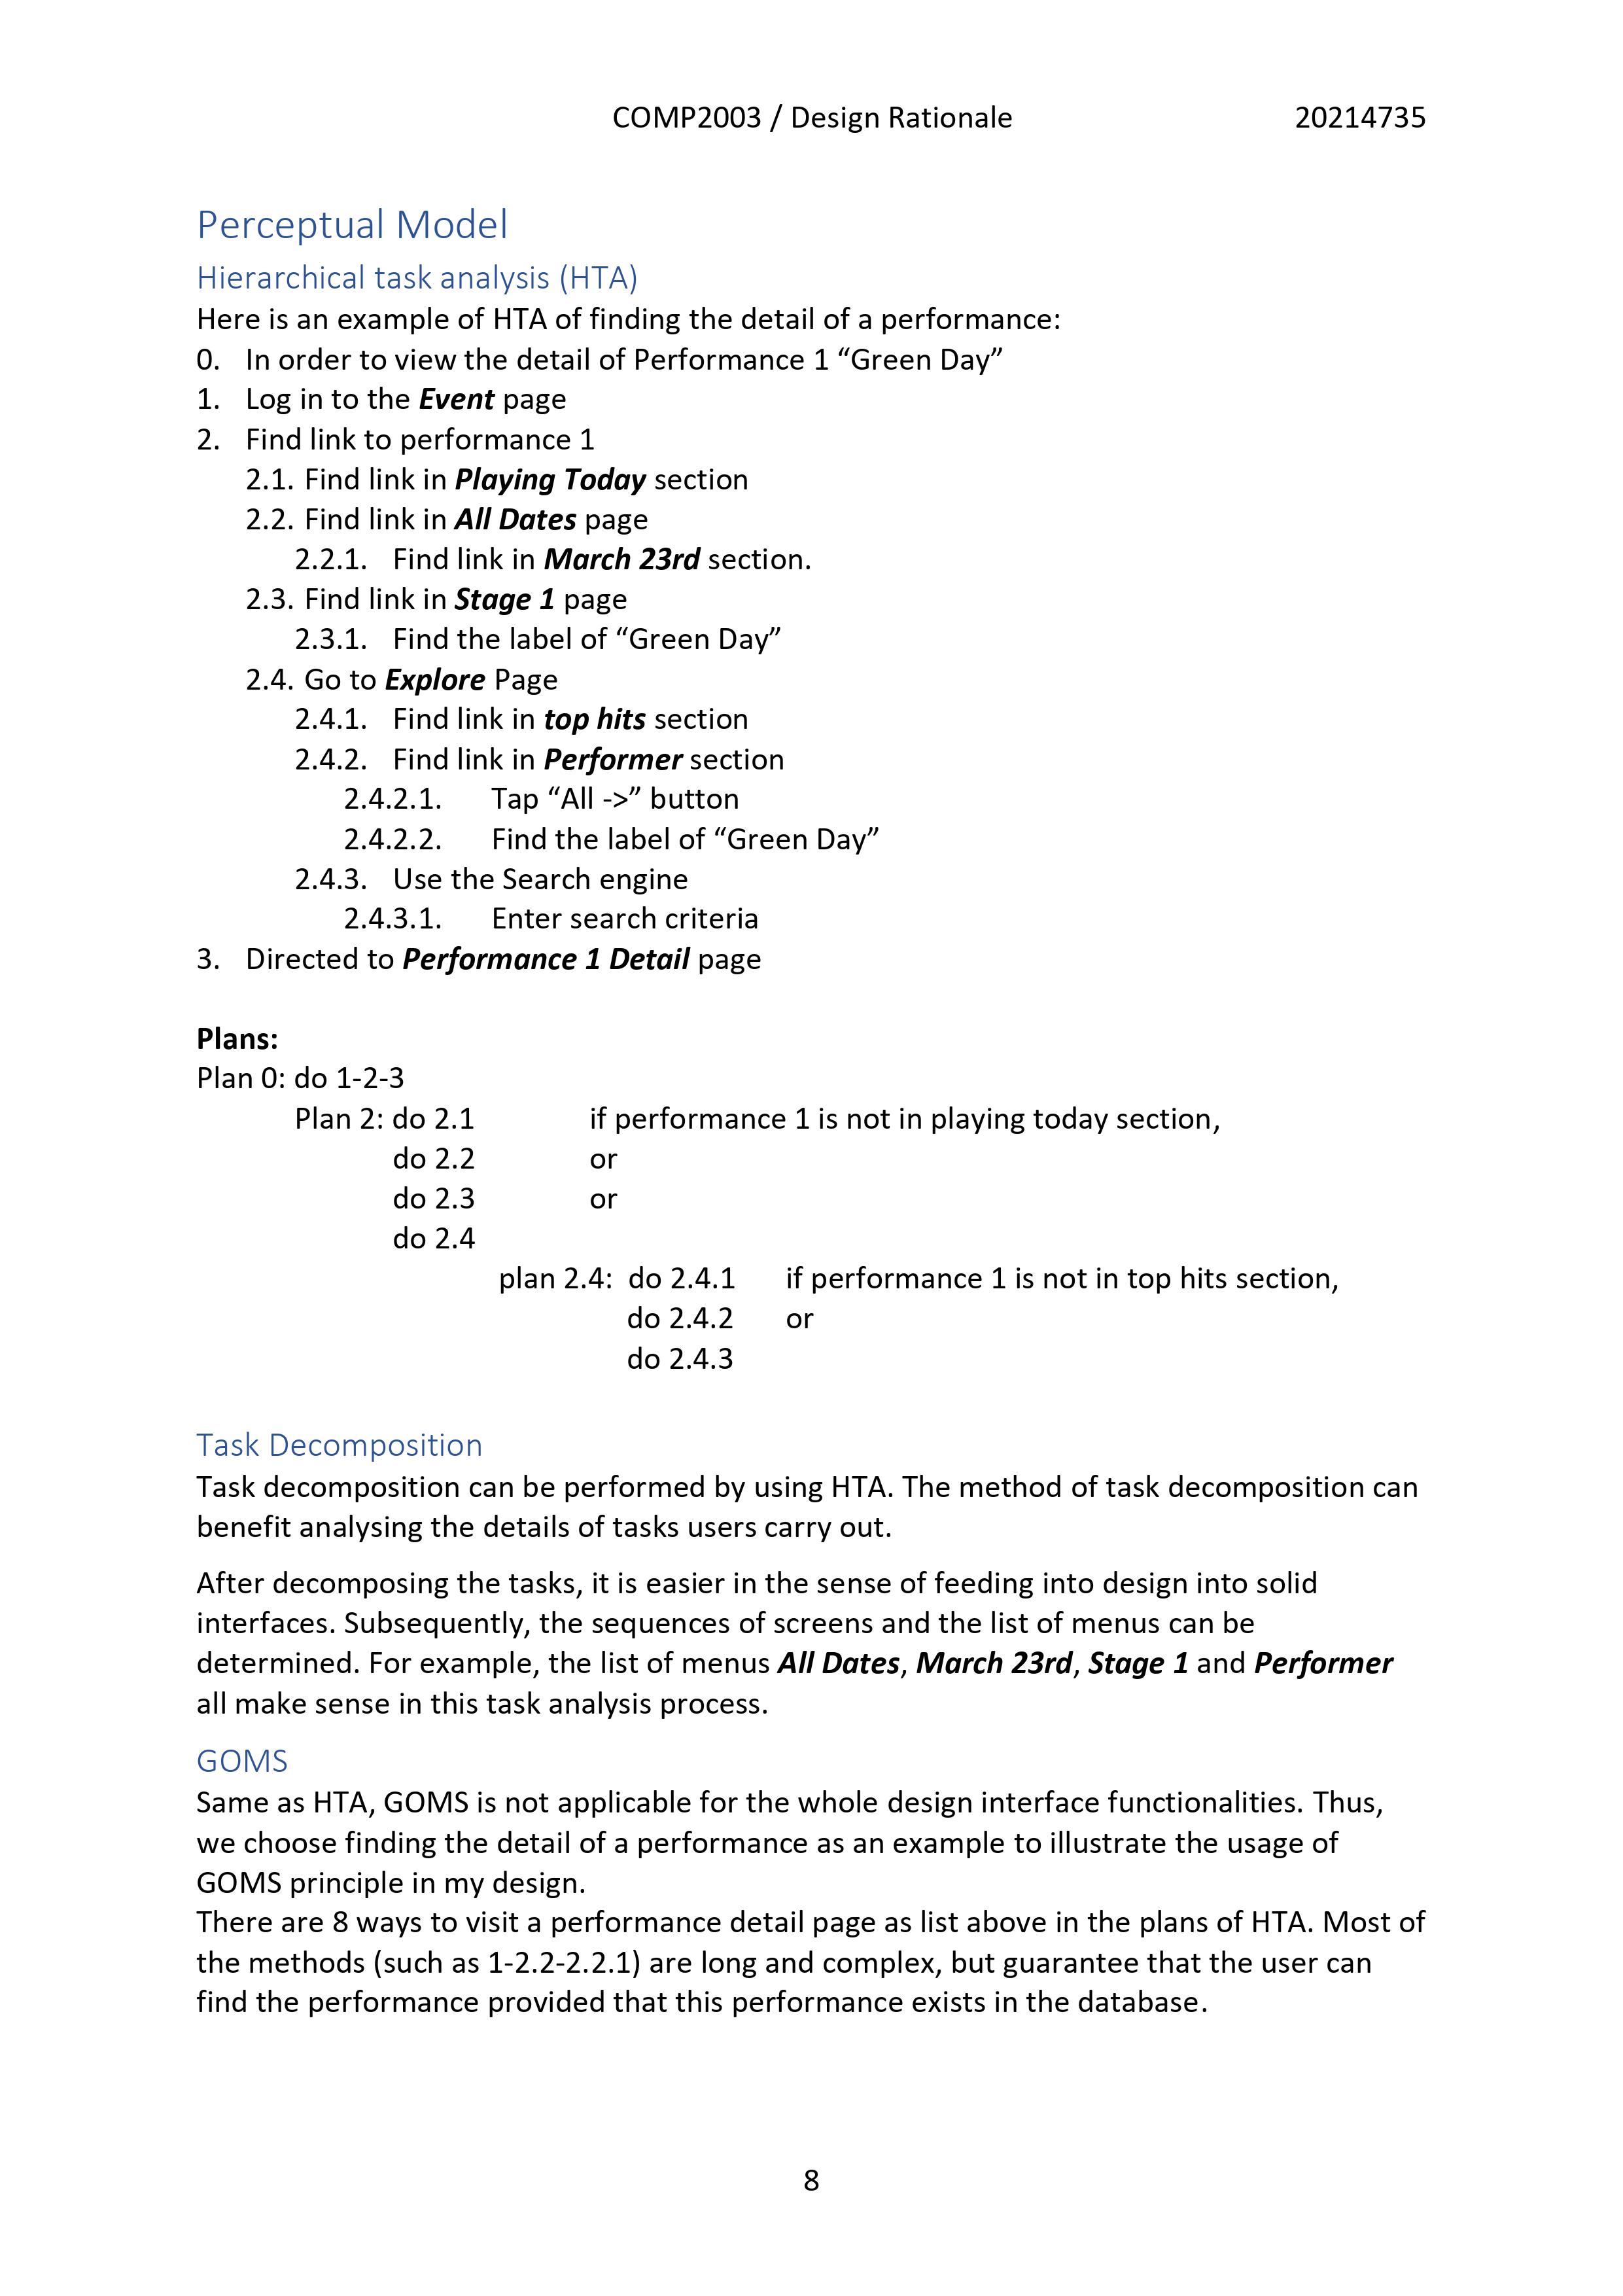 COMP2003 / Design Rationale 20214735
Perceptual Model
Hierarchical task analysis (HTA)
Here is an example of HTA of finding the detail of a performance:
0. In order to view the detail of Performance 1 “Green Day”
1. Log in to the Event page
2. Find link to performance 1
2.1. Find link in Playing Today section
2.2. Find link in All Dates page
2.2.1. Find link in March 23rd section.
2.3. Find link in Stage 1 page
2.3.1. Find the label of “Green Day”
2.4. Go to Explore Page
2.4.1. Find link in top hits section
2.4.2. Find link in Performer section
2.4.2.1. Tap “All ->” button
2.4.2.2. Find the label of “Green Day”
2.4.3. Use the Search engine
2.4.3.1. Enter search criteria
3. Directed to Performance 1 Detail page
Plans:
Plan 0: do 1-2-3
Plan 2: do 2.1 if performance 1 is not in playing today section,
do 2.2 or
do 2.3 or
do 2.4
plan 2.4: do 2.4.1 if performance 1 is not in top hits section,
do 2.4.2 or
do 2.4.3
Task Decomposition
Task decomposition can be performed by using HTA. The method of task decomposition can
benefit analysing the details of tasks users carry out.
After decomposing the tasks, it is easier in the sense of feeding into design into solid
interfaces. Subsequently, the sequences of screens and the list of menus can be
determined. For example, the list of menus All Dates, March 23rd, Stage 1 and Performer
all make sense in this task analysis process.
GOMS
Same as HTA, GOMS is not applicable for the whole design interface functionalities. Thus,
we choose finding the detail of a performance as an example to illustrate the usage of
GOMS principle in my design.
There are 8 ways to visit a performance detail page as list above in the plans of HTA. Most of
the methods (such as 1-2.2-2.2.1) are long and complex, but guarantee that the user can
find the performance provided that this performance exists in the database.
8